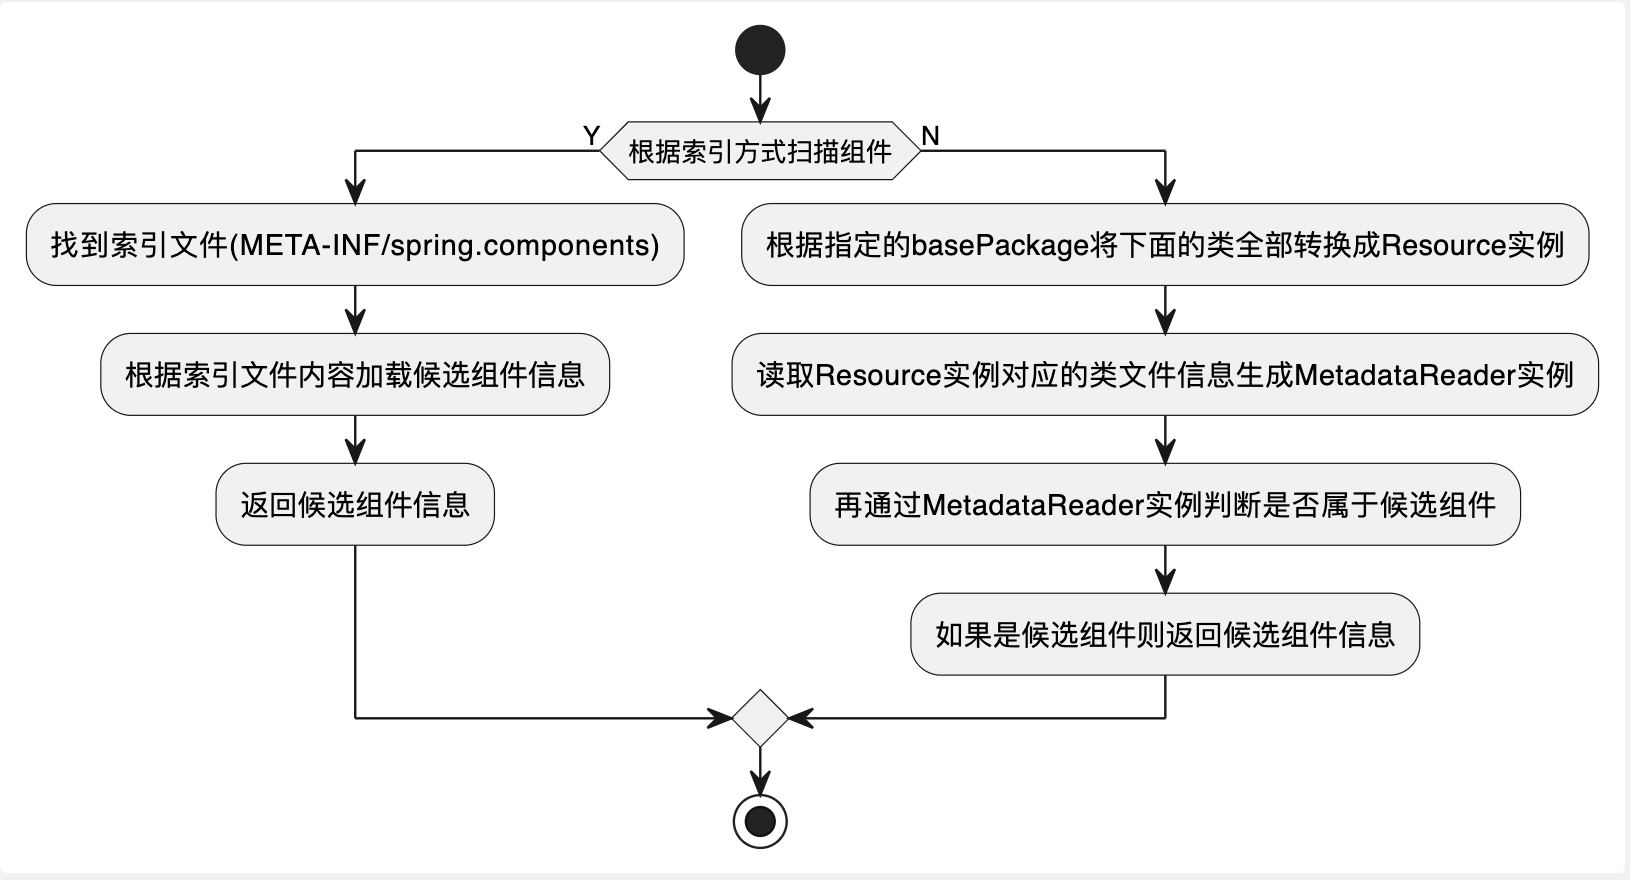 根据索引方式扫描组件
Y
N
找到索引文件(META-INF/spring.components)
根据索引文件内容加载候选组件信息
返回候选组件信息
根据指定的basePackage将下面的类全部转换成Resource实例
读取Resource实例对应的类文件信息生成MetadataReader实例
再通过MetadataReader实例判断是否属于候选组件
如果是候选组件则返回候选组件信息